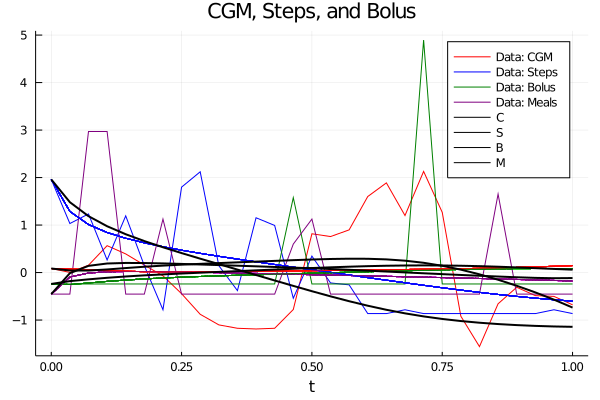 CGM, Steps, and Bolus
5
4
3
2
1
0
−1
Data: CGM
Data: Steps
Data: Bolus
Data: Meals
C
S
B
M
0.00 0.25 0.50 0.75 1.00
t